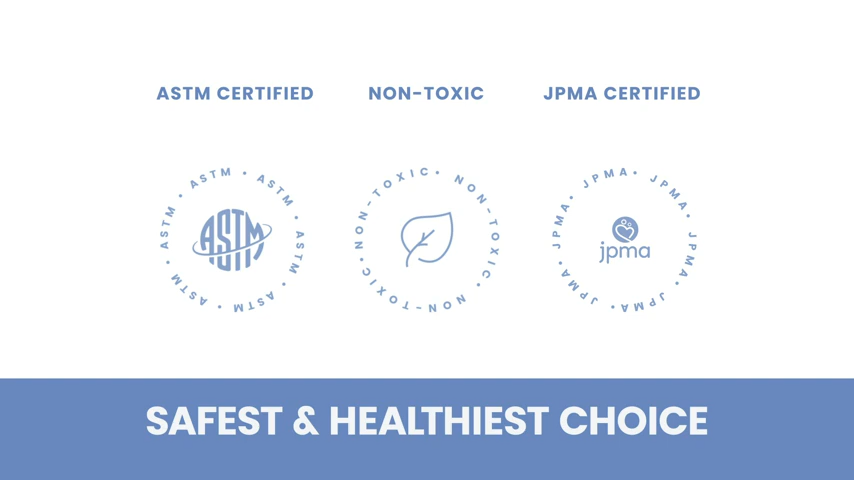 ASTM CERTIFIED
NON-TOXIC
JPMA CERTIFIED
ASTM • ASTM • ASTM • ASTM • ASTM • ASTM • ASTM •
ASTM
NON-TOXIC • NON-TOXIC • NON-TOXIC •
JPMA • JPMA • JPMA • JPMA • JPMA • JPMA •
jpma
SAFEST & HEALTHIEST CHOICE